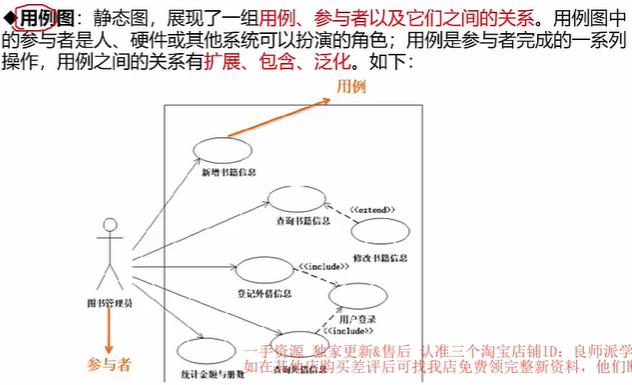 ◆用例图：静态图，展现了一组用例、参与者以及它们之间的关系。用例图中
的参与者是人、硬件或其他系统可以扮演的角色；用例是参与者完成的一系列
操作，用例之间的关系有扩展、包含、泛化。如下：
用例
新增书籍信息
<<extend>>
查询书籍信息
修改书籍信息
<<include>>
登记外借信息
图书管理员
用户登录
<<include>>
参与者
统计金额与册数
查询外借信息
一手资源 独家更新&售后 认准三个淘宝店铺ID：良师派学
如在其他店购买差评后可找我店免费领完整新资料，他们